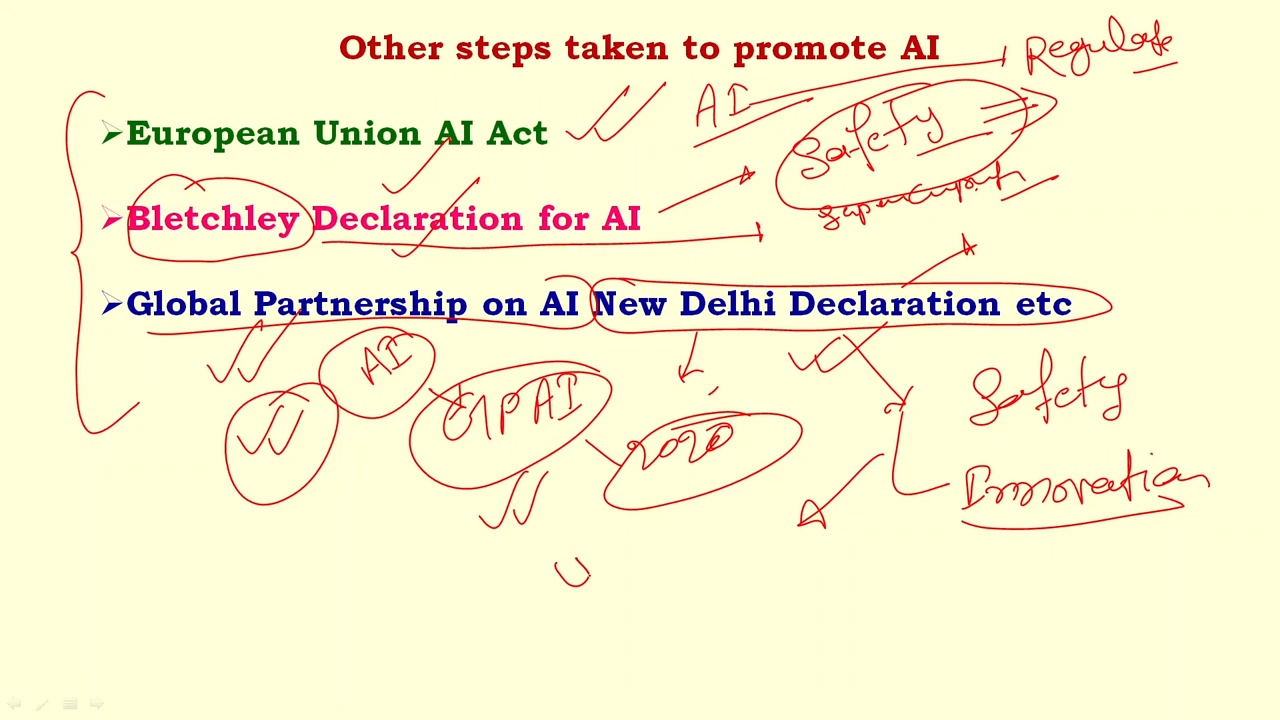 Other steps taken to promote AI
Regulate
AI
➢European Union AI Act
Safety
➢Bletchley Declaration for AI
➢Global Partnership on AI New Delhi Declaration etc
AI
GPAI
2020
Safety
Innovation